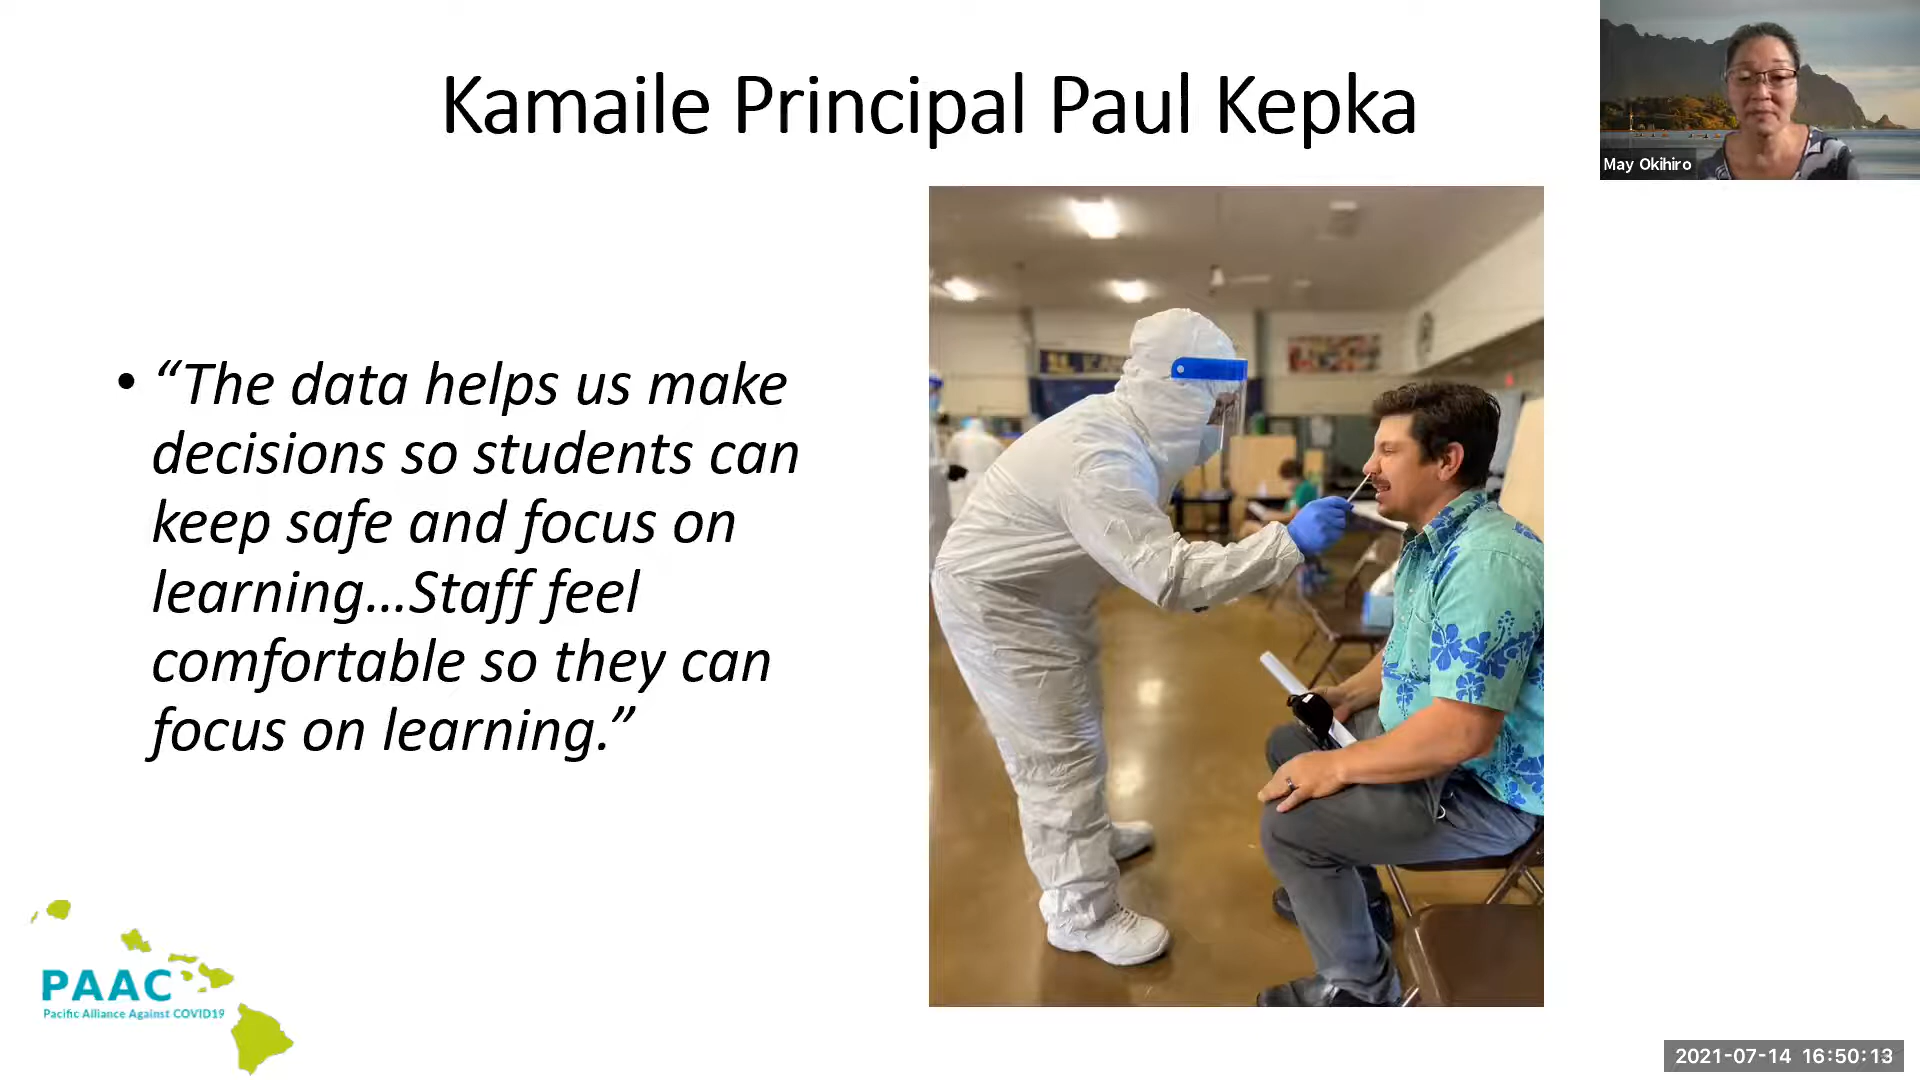 Kamaile Principal Paul Kepka
May Okihiro
• “The data helps us make
decisions so students can
keep safe and focus on
learning...Staff feel
comfortable so they can
focus on learning.”
PAAC
Pacific Alliance Against COVID19
2021-07-14 16:50:13